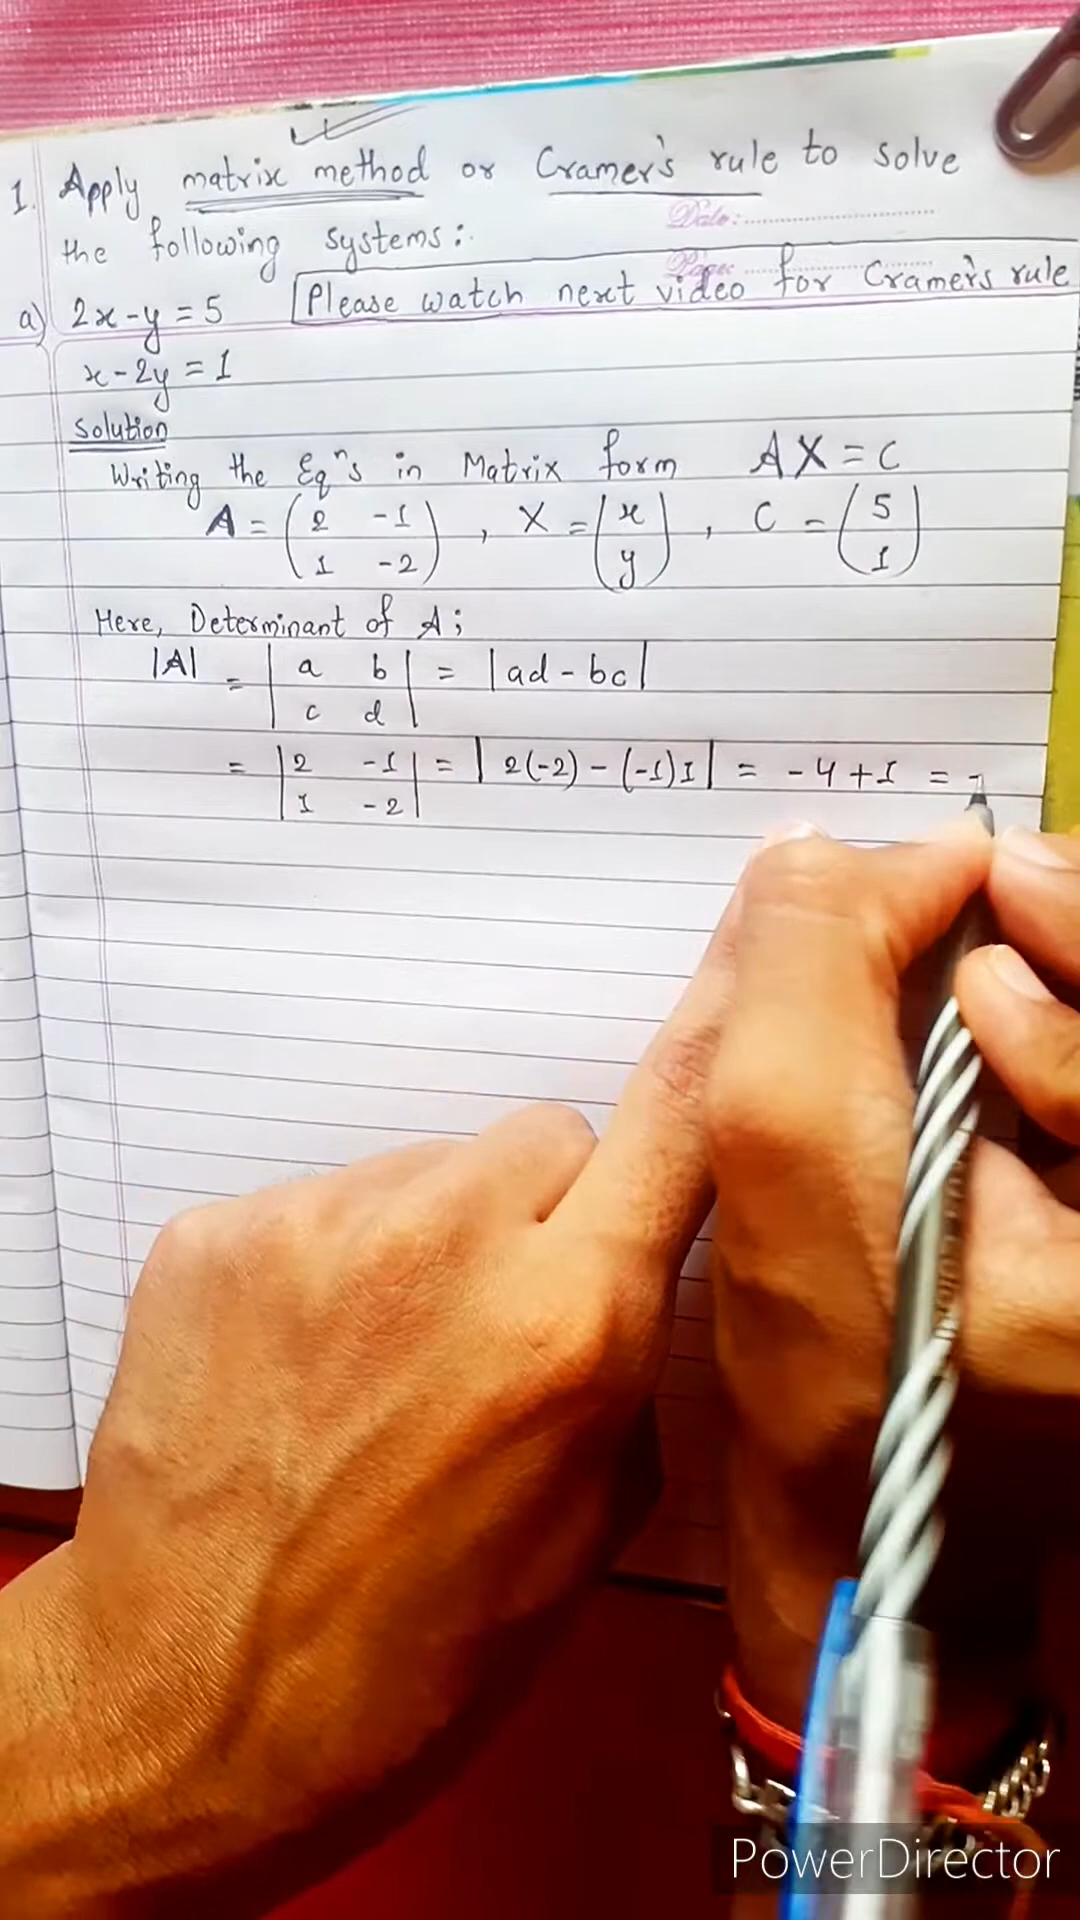 1. Apply matrix method or Cramer's rule to solve
the following systems:
Date:
Page:
Please watch next video for Cramer's rule
a) 2x-y = 5
x-2y = 1
Solution
Writing the Eqⁿs in Matrix form AX = C
A = (2 -1 1 -2), X = (x y), C = (5 1)
Here, Determinant of A;
|A| = |a b c d| = |ad - bc|
= |2 -1 1 -2| = |2(-2) - (-1)1| = -4+1 = -
PowerDirector